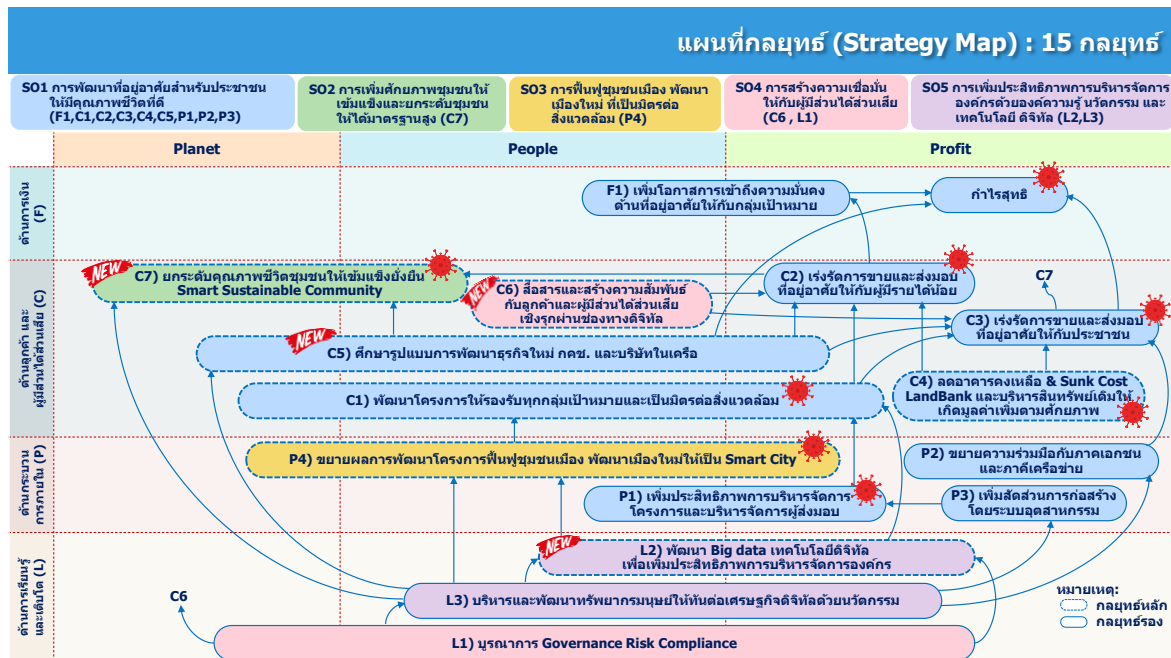 แผนที่กลยุทธ์ (Strategy Map) : 15 กลยุทธ์
SO1 การพัฒนาที่อยู่อาศัยสำหรับประชาชน
ให้มีคุณภาพชีวิตที่ดี
(F1,C1,C2,C3,C4,C5,P1,P2,P3)
SO2 การเพิ่มศักยภาพชุมชนให้
เข้มแข็งและยกระดับชุมชน
ให้ได้มาตรฐานสูง (C7)
SO3 การฟื้นฟูชุมชนเมือง พัฒนา
เมืองใหม่ ที่เป็นมิตรต่อ
สิ่งแวดล้อม (P4)
SO4 การสร้างความเชื่อมั่น
ให้กับผู้มีส่วนได้ส่วนเสีย
(C6 , L1)
SO5 การเพิ่มประสิทธิภาพการบริหารจัดการ
องค์กรด้วยองค์ความรู้ นวัตกรรม และ
เทคโนโลยี ดิจิทัล (L2,L3)
Planet
People
Profit
ด้านการเงิน
(F)
F1) เพิ่มโอกาสการเข้าถึงความมั่นคง
ด้านที่อยู่อาศัยให้กับกลุ่มเป้าหมาย
กำไรสุทธิ
ด้านลูกค้า และ
ผู้มีส่วนได้ส่วนเสีย (C)
NEW
C7) ยกระดับคุณภาพชีวิตชุมชนให้เข้มแข็งยั่งยืน
Smart Sustainable Community
NEW
C6) สื่อสารและสร้างความสัมพันธ์
กับลูกค้าและผู้มีส่วนได้ส่วนเสีย
เชิงรุกผ่านช่องทางดิจิทัล
C2) เร่งรัดการขายและส่งมอบ
ที่อยู่อาศัยให้กับผู้มีรายได้น้อย
C7
C3) เร่งรัดการขายและส่งมอบ
ที่อยู่อาศัยให้กับประชาชน
NEW
C5) ศึกษารูปแบบการพัฒนาธุรกิจใหม่ กคช. และบริษัทในเครือ
C1) พัฒนาโครงการให้รองรับทุกกลุ่มเป้าหมายและเป็นมิตรต่อสิ่งแวดล้อม
C4) ลดอาคารคงเหลือ & Sunk Cost
LandBank และบริหารสินทรัพย์เดิมให้
เกิดมูลค่าเพิ่มตามศักยภาพ
ด้านกระบวน
การภายใน (P)
P4) ขยายผลการพัฒนาโครงการฟื้นฟูชุมชนเมือง พัฒนาเมืองใหม่ให้เป็น Smart City
P2) ขยายความร่วมมือกับภาคเอกชน
และภาคีเครือข่าย
P1) เพิ่มประสิทธิภาพการบริหารจัดการ
โครงการและบริหารจัดการผู้ส่งมอบ
P3) เพิ่มสัดส่วนการก่อสร้าง
โดยระบบอุตสาหกรรม
ด้านการเรียนรู้
และเติบโต (L)
NEW
L2) พัฒนา Big data เทคโนโลยีดิจิทัล
เพื่อเพิ่มประสิทธิภาพการบริหารจัดการองค์กร
C6
L3) บริหารและพัฒนาทรัพยากรมนุษย์ให้ทันต่อเศรษฐกิจดิจิทัลด้วยนวัตกรรม
L1) บูรณาการ Governance Risk Compliance
หมายเหตุ:
กลยุทธ์หลัก
กลยุทธ์รอง